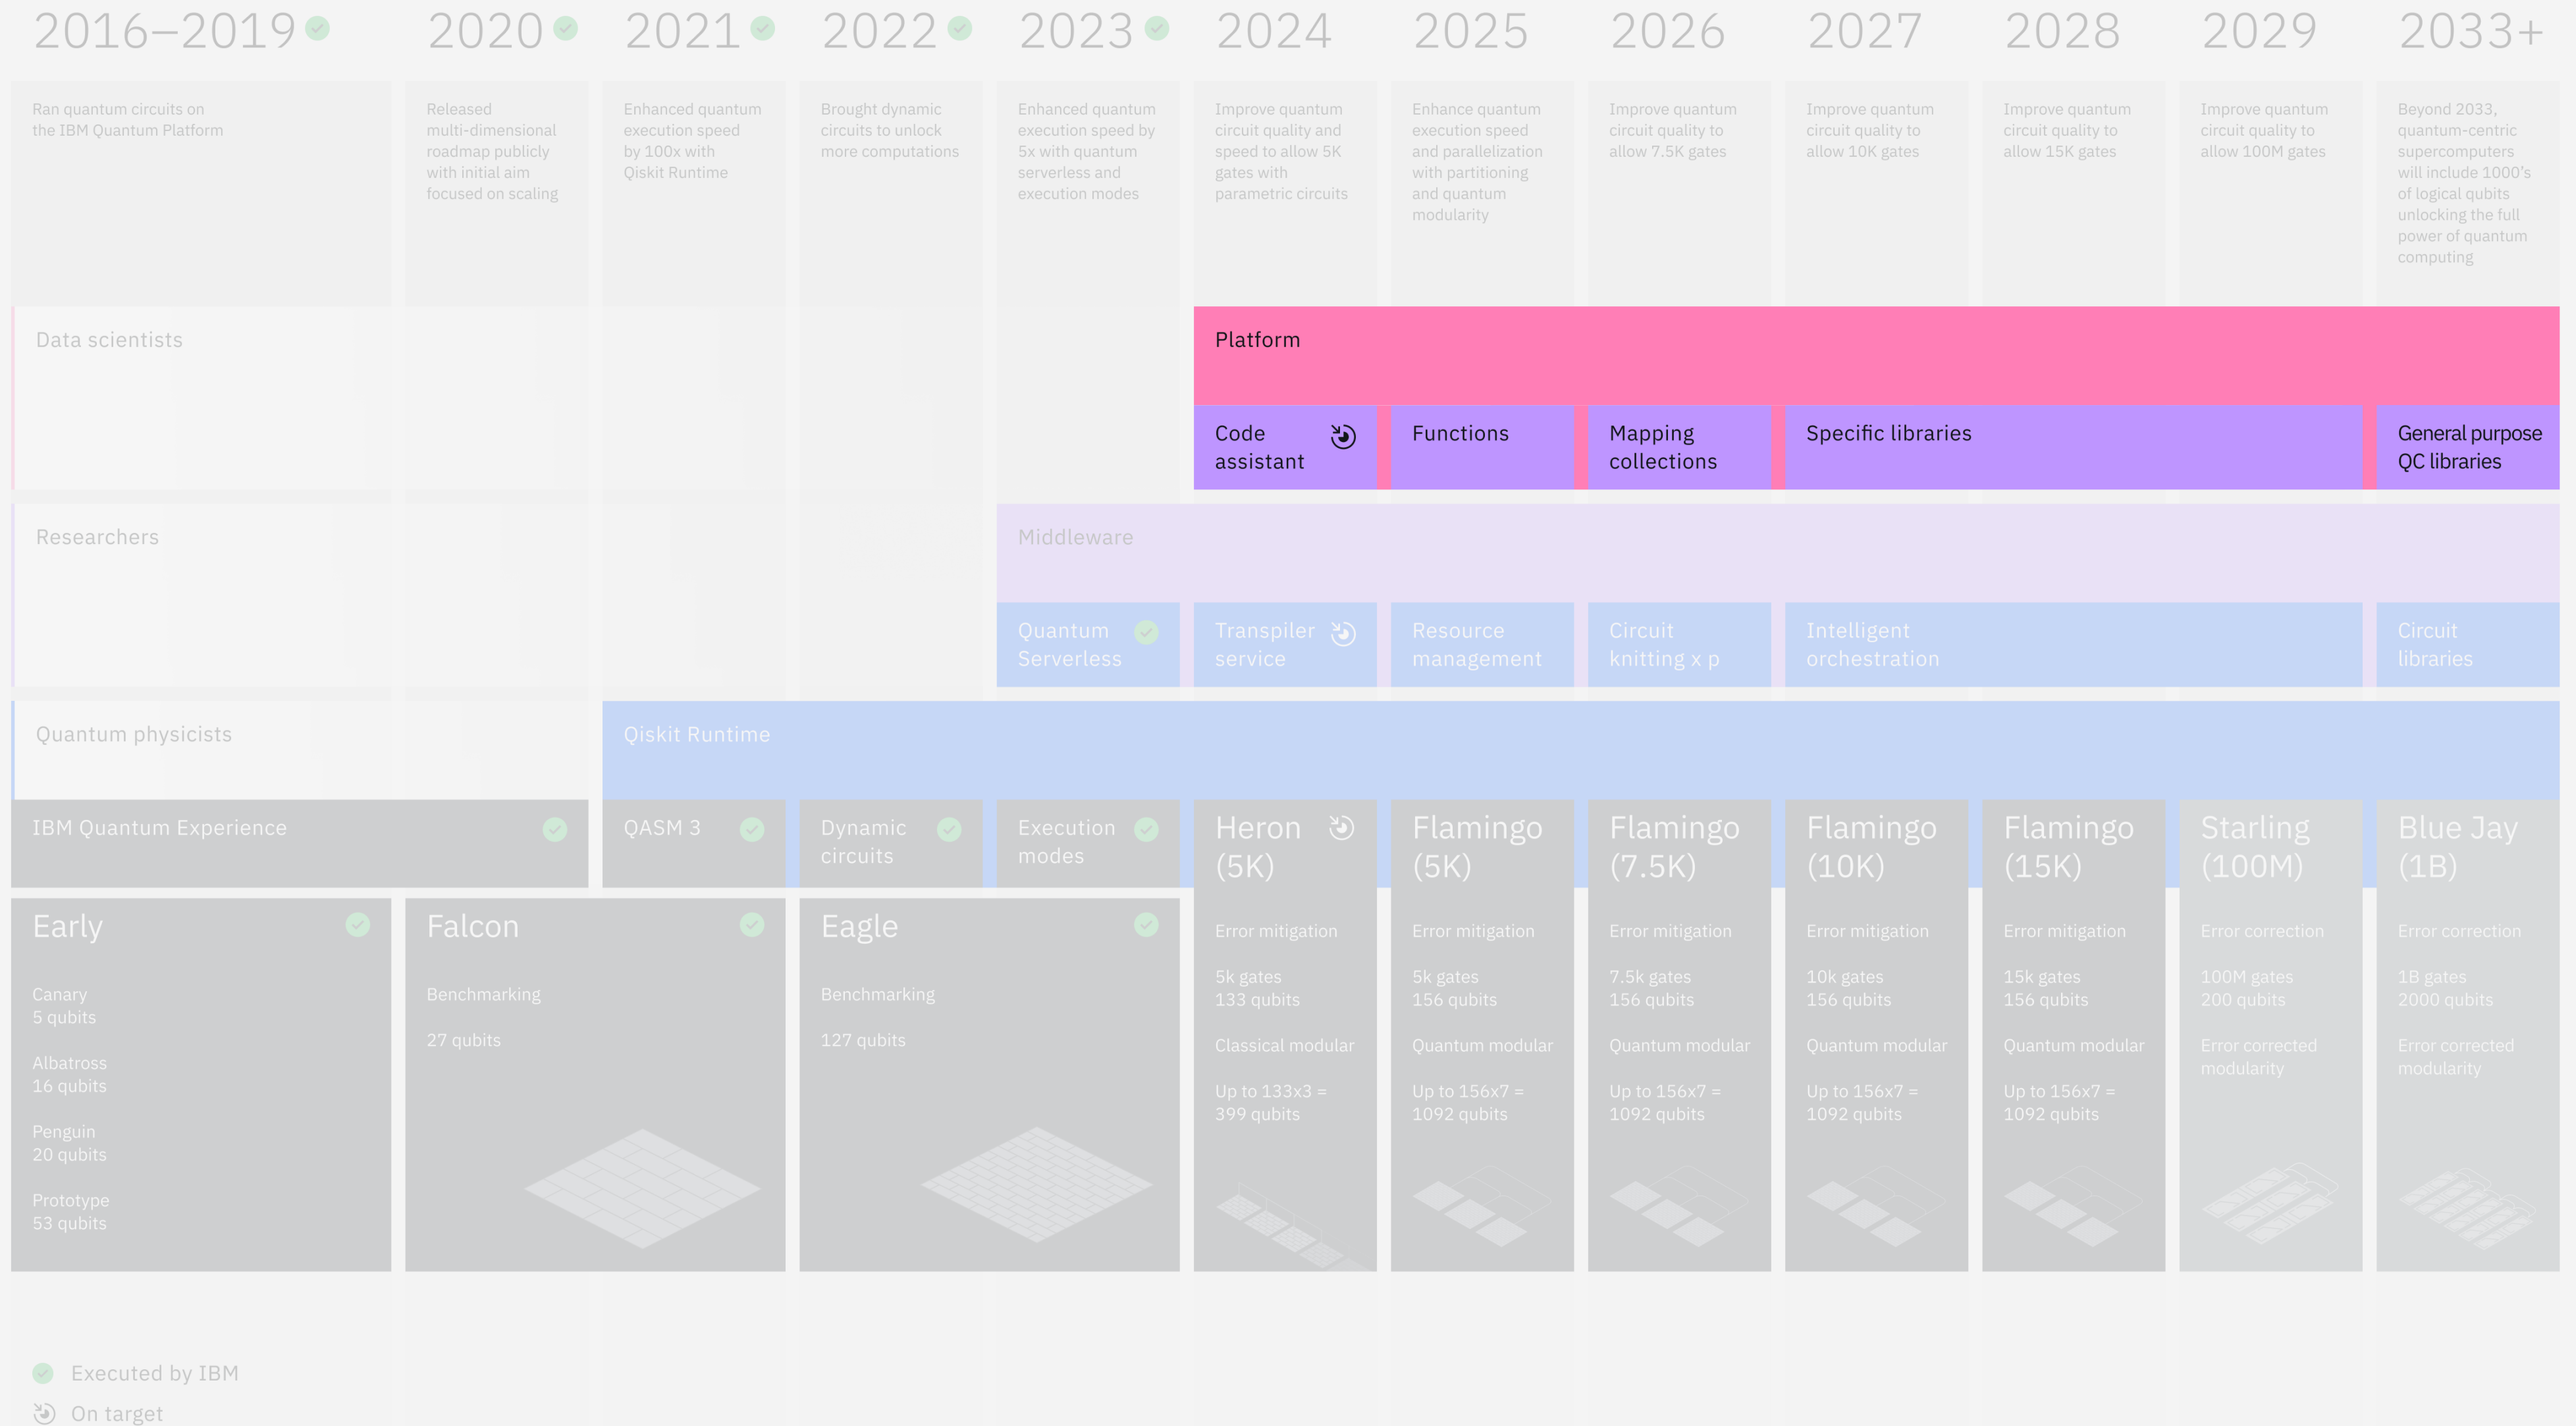 2016–2019
2020
2021
2022
2023
2024
2025
2026
2027
2028
2029
2033+
Ran quantum circuits on
the IBM Quantum Platform
Released
multi-dimensional
roadmap publicly
with initial aim
focused on scaling
Enhanced quantum
execution speed
by 100x with
Qiskit Runtime
Brought dynamic
circuits to unlock
more computations
Enhanced quantum
execution speed by
5x with quantum
serverless and
execution modes
Improve quantum
circuit quality and
speed to allow 5K
gates with
parametric circuits
Enhance quantum
execution speed
and parallelization
with partitioning
and quantum
modularity
Improve quantum
circuit quality to
allow 7.5K gates
Improve quantum
circuit quality to
allow 10K gates
Improve quantum
circuit quality to
allow 15K gates
Improve quantum
circuit quality to
allow 100M gates
Beyond 2033,
quantum-centric
supercomputers
will include 1000's
of logical qubits
unlocking the full
power of quantum
computing
Data scientists
Platform
Code
assistant
Functions
Mapping
collections
Specific libraries
General purpose
QC libraries
Researchers
Middleware
Quantum
Serverless
Transpiler
service
Resource
management
Circuit
knitting x p
Intelligent
orchestration
Circuit
libraries
Quantum physicists
Qiskit Runtime
IBM Quantum Experience
QASM 3
Dynamic
circuits
Execution
modes
Early
Canary
5 qubits
Albatross
16 qubits
Penguin
20 qubits
Prototype
53 qubits
Falcon
Benchmarking
27 qubits
Eagle
Benchmarking
127 qubits
Heron
(5K)
Error mitigation
5k gates
133 qubits
Classical modular
Up to 133x3 =
399 qubits
Flamingo
(5K)
Error mitigation
5k gates
156 qubits
Quantum modular
Up to 156x7 =
1092 qubits
Flamingo
(7.5K)
Error mitigation
7.5k gates
156 qubits
Quantum modular
Up to 156x7 =
1092 qubits
Flamingo
(10K)
Error mitigation
10k gates
156 qubits
Quantum modular
Up to 156x7 =
1092 qubits
Flamingo
(15K)
Error mitigation
15k gates
156 qubits
Quantum modular
Up to 156x7 =
1092 qubits
Starling
(100M)
Error correction
100M gates
200 qubits
Error corrected
modularity
Blue Jay
(1B)
Error correction
1B gates
2000 qubits
Error corrected
modularity
Executed by IBM
On target